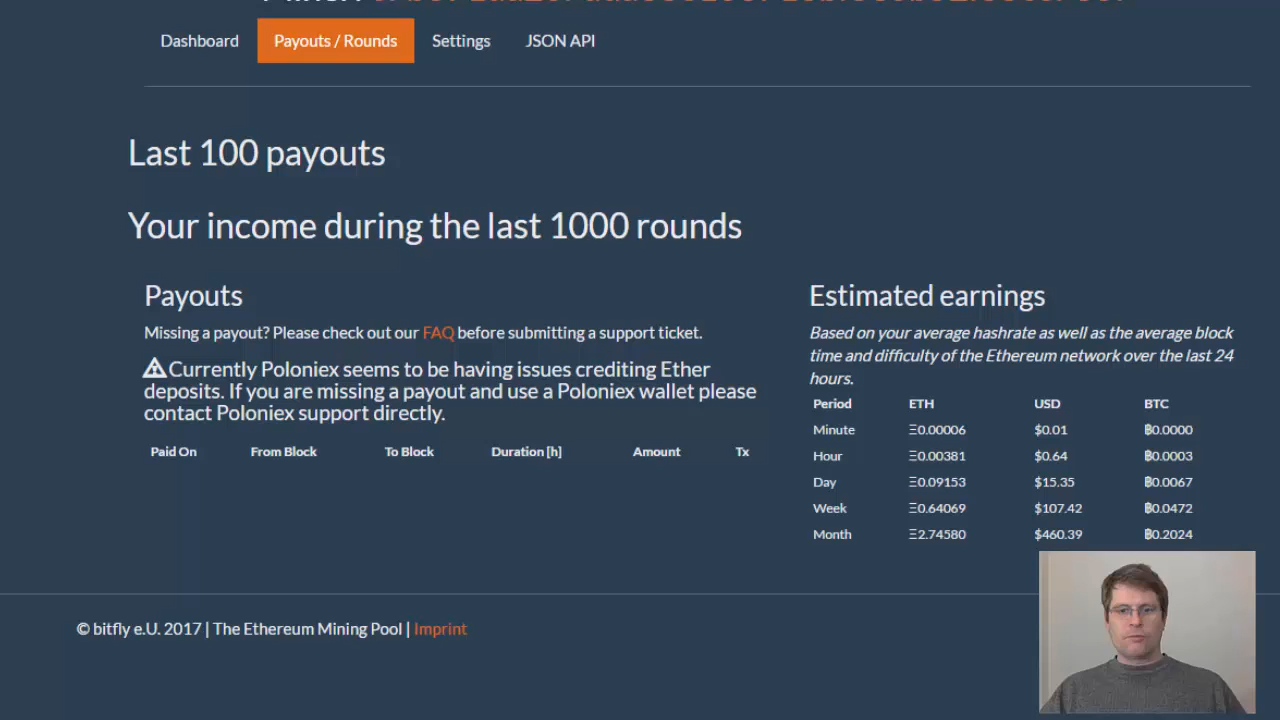 Dashboard Payouts / Rounds Settings JSON API
Last 100 payouts
Your income during the last 1000 rounds
Payouts
Missing a payout? Please check out our FAQ before submitting a support ticket.
Currently Poloniex seems to be having issues crediting Ether
deposits. If you are missing a payout and use a Poloniex wallet please
contact Poloniex support directly.
Paid On From Block To Block Duration [h] Amount Tx
Estimated earnings
Based on your average hashrate as well as the average block
time and difficulty of the Ethereum network over the last 24
hours.
Period ETH USD BTC
Minute Ξ0.00006 $0.01 ฿0.0000
Hour Ξ0.00381 $0.64 ฿0.0003
Day Ξ0.09153 $15.35 ฿0.0067
Week Ξ0.64069 $107.42 ฿0.0472
Month Ξ2.74580 $460.39 ฿0.2024
© bitfly e.U. 2017 | The Ethereum Mining Pool | Imprint